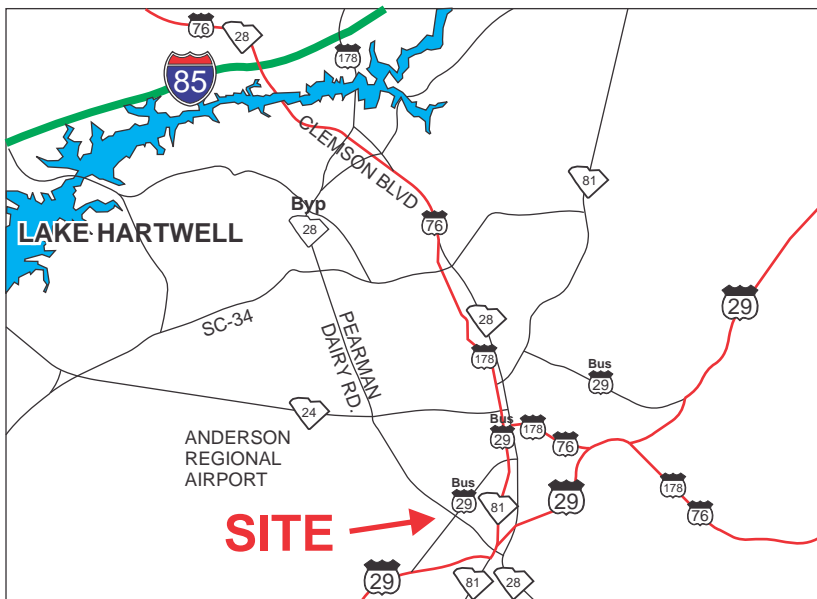 76
28
178
85
CLEMSON BLVD
81
Byp
28
76
LAKE HARTWELL
29
28
SC-34
PEARMAN
DAIRY RD.
178
Bus
29
24
Bus
29
178
76
ANDERSON
REGIONAL
AIRPORT
Bus
29
178
29
81
76
SITE
29
81
28